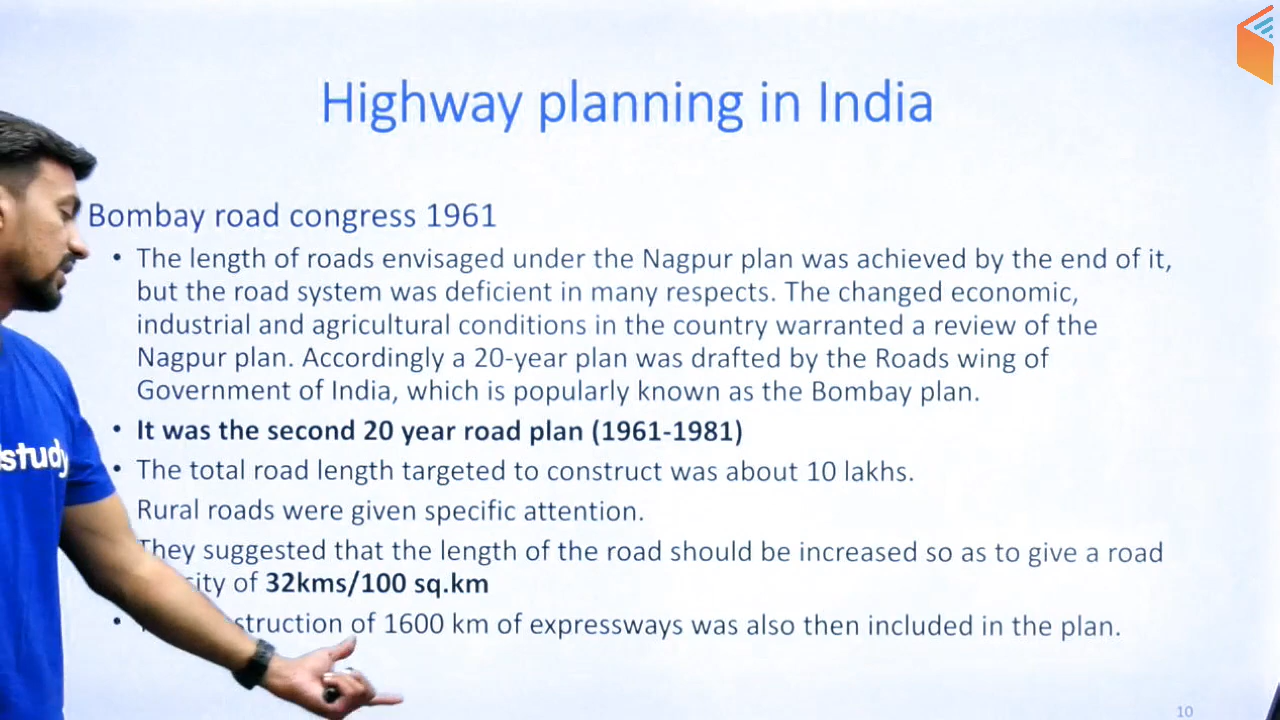 Highway planning in India
Bombay road congress 1961
• The length of roads envisaged under the Nagpur plan was achieved by the end of it,
but the road system was deficient in many respects. The changed economic,
industrial and agricultural conditions in the country warranted a review of the
Nagpur plan. Accordingly a 20-year plan was drafted by the Roads wing of
Government of India, which is popularly known as the Bombay plan.
• It was the second 20 year road plan (1961-1981)
• The total road length targeted to construct was about 10 lakhs.
Rural roads were given specific attention.
They suggested that the length of the road should be increased so as to give a road
sity of 32kms/100 sq.km
• struction of 1600 km of expressways was also then included in the plan.
study
10